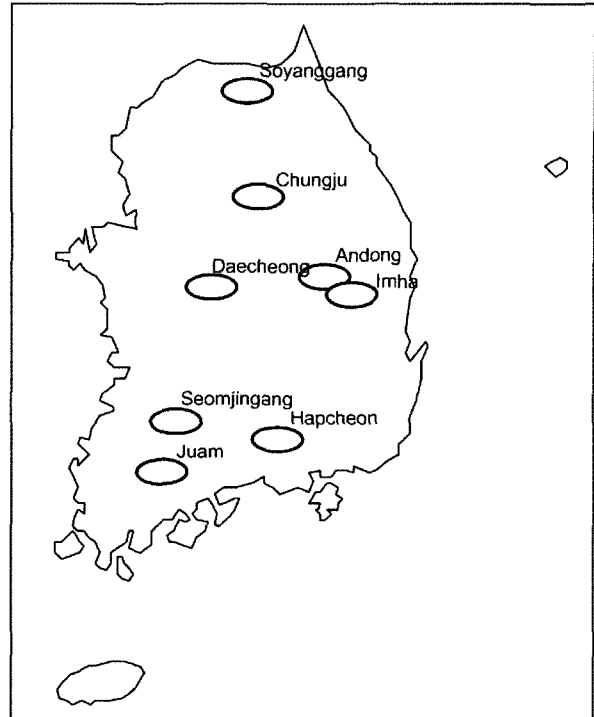 Soyanggang
Chungju
Andong
Daecheong
Imha
Seomjingang
Hapcheon
Juam